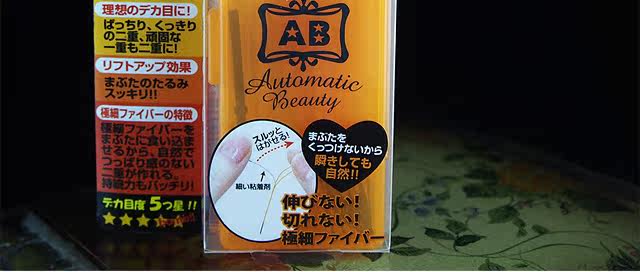 理想のデカ目に!
ぱっちり、くっきり
の二重、頑固な
一重も二重に!
リフトアップ効果
まぶたのたるみ
スッキリ!!
極細ファイバーの特徴
極細ファイバーを
まぶたに食い込ま
せるから、自然で
つっぱり感のない
二重が作れる。
持続力もバッチリ!
デカ目度5つ星!!
AB
Automatic
Beauty
スルッと
はがせる!
細い粘着剤
まぶたを
くっつけないから
瞬きしても
自然!!
伸びない!
切れない!
極細ファイバー